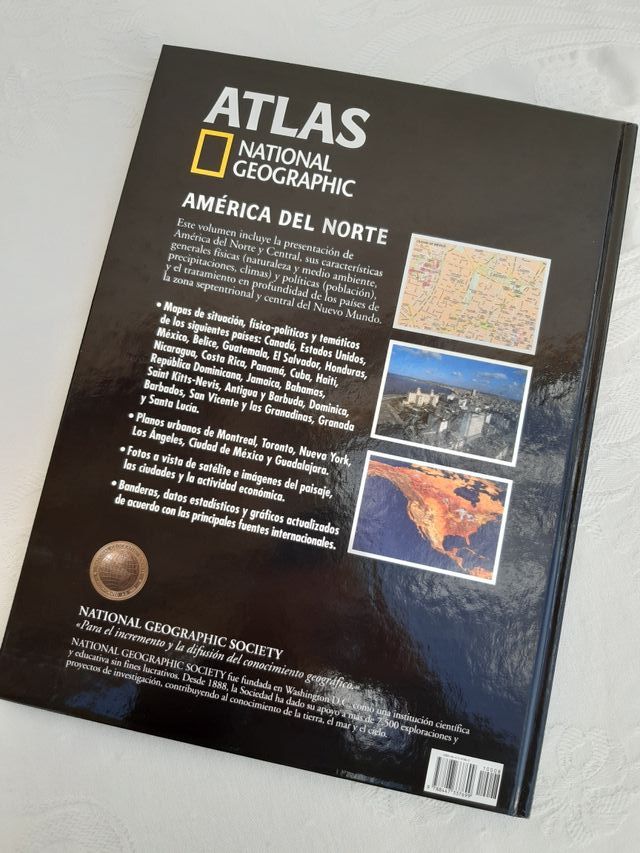 ATLAS
NATIONAL
GEOGRAPHIC
AMÉRICA DEL NORTE
Este volumen incluye la presentación de
América del Norte y Central, sus características
generales físicas (naturaleza y medio ambiente,
precipitaciones, climas) y políticas (población),
y el tratamiento en profundidad de los países de
la zona septentrional y central del Nuevo Mundo.
• Mapas de situación, físico-políticos y temáticos
de los siguientes países: Canadá, Estados Unidos,
México, Belice, Guatemala, El Salvador, Honduras,
Nicaragua, Costa Rica, Panamá, Cuba, Haití,
República Dominicana, Jamaica, Bahamas,
Saint Kitts-Nevis, Antigua y Barbuda, Dominica,
Barbados, San Vicente y las Granadinas, Granada
y Santa Lucía.
• Planos urbanos de Montreal, Toronto, Nueva York,
Los Ángeles, Ciudad de México y Guadalajara.
• Fotos a vista de satélite e imágenes del paisaje,
las ciudades y la actividad económica.
• Banderas, datos estadísticos y gráficos actualizados
de acuerdo con las principales fuentes internacionales.
NATIONAL GEOGRAPHIC SOCIETY
«Para el incremento y la difusión del conocimiento geográfico.»
NATIONAL GEOGRAPHIC SOCIETY fue fundada en Washington D.C. como una institución científica
y educativa sin fines lucrativos. Desde 1888, la Sociedad ha dado su apoyo a más de 7.500 exploraciones y
proyectos de investigación, contribuyendo al conocimiento de la tierra, el mar y el cielo.
10008